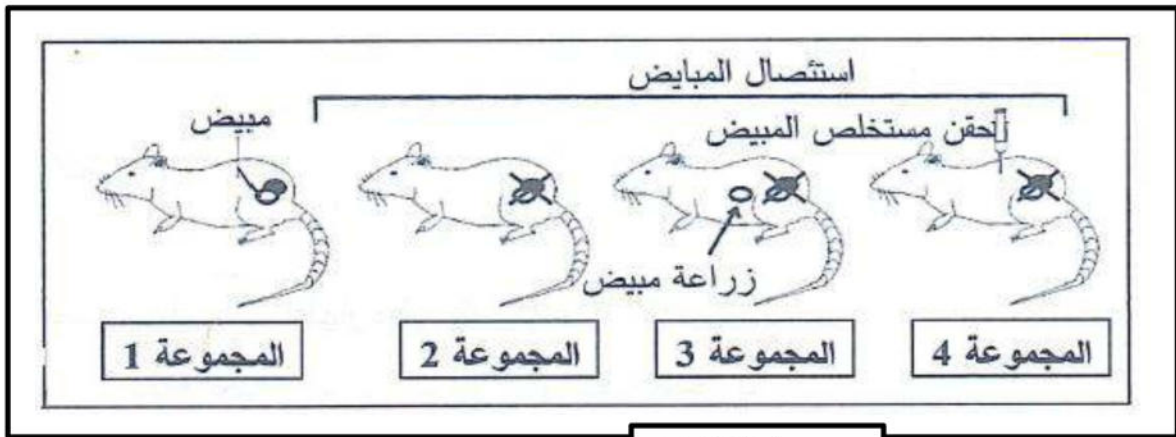 استئصال المبايض
مبيض
حقن مستخلص المبيض
زراعة مبيض
المجموعة 1
المجموعة 2
المجموعة 3
المجموعة 4